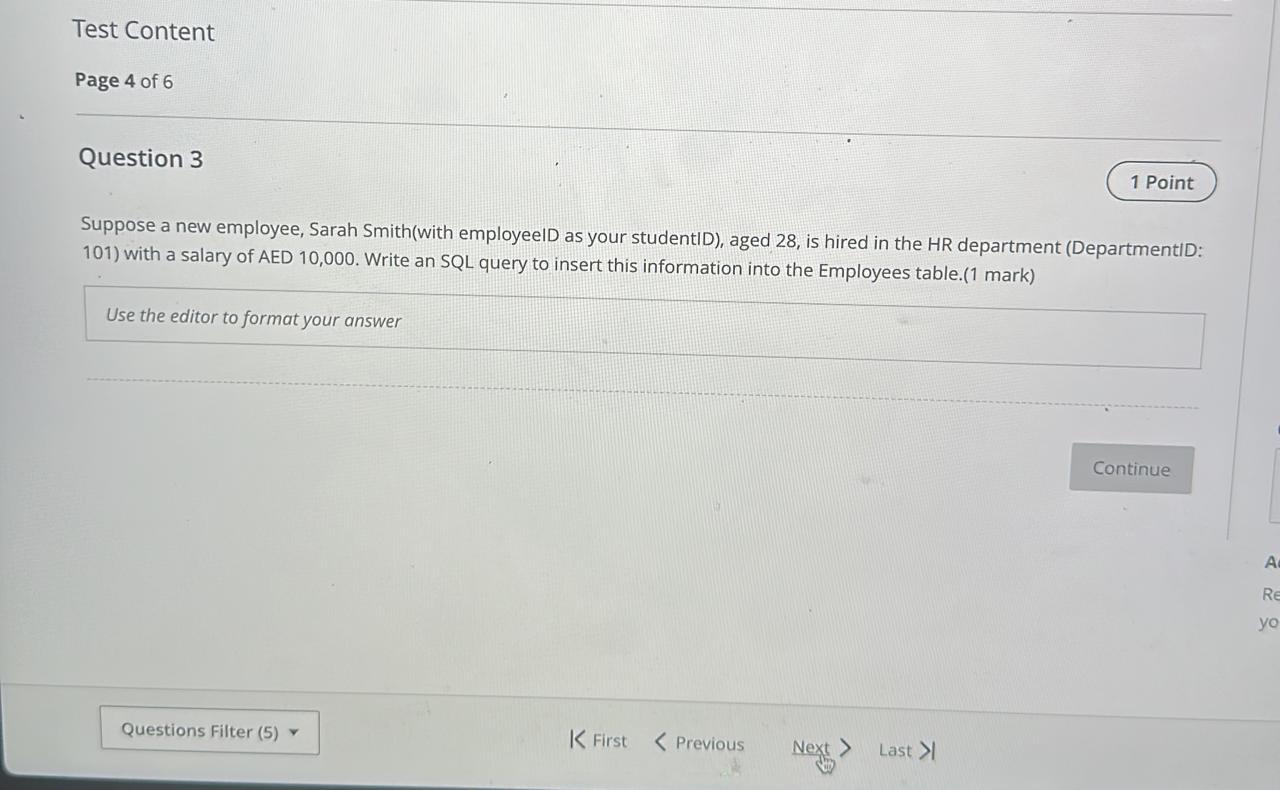 Test Content
Page 4 of 6
Question 3
1 Point
Suppose a new employee, Sarah Smith(with employeeID as your studentID), aged 28, is hired in the HR department (DepartmentID:
101) with a salary of AED 10,000. Write an SQL query to insert this information into the Employees table.(1 mark)
Use the editor to format your answer
Continue
Re
yo
Questions Filter (5)
First
Previous
Next
Last